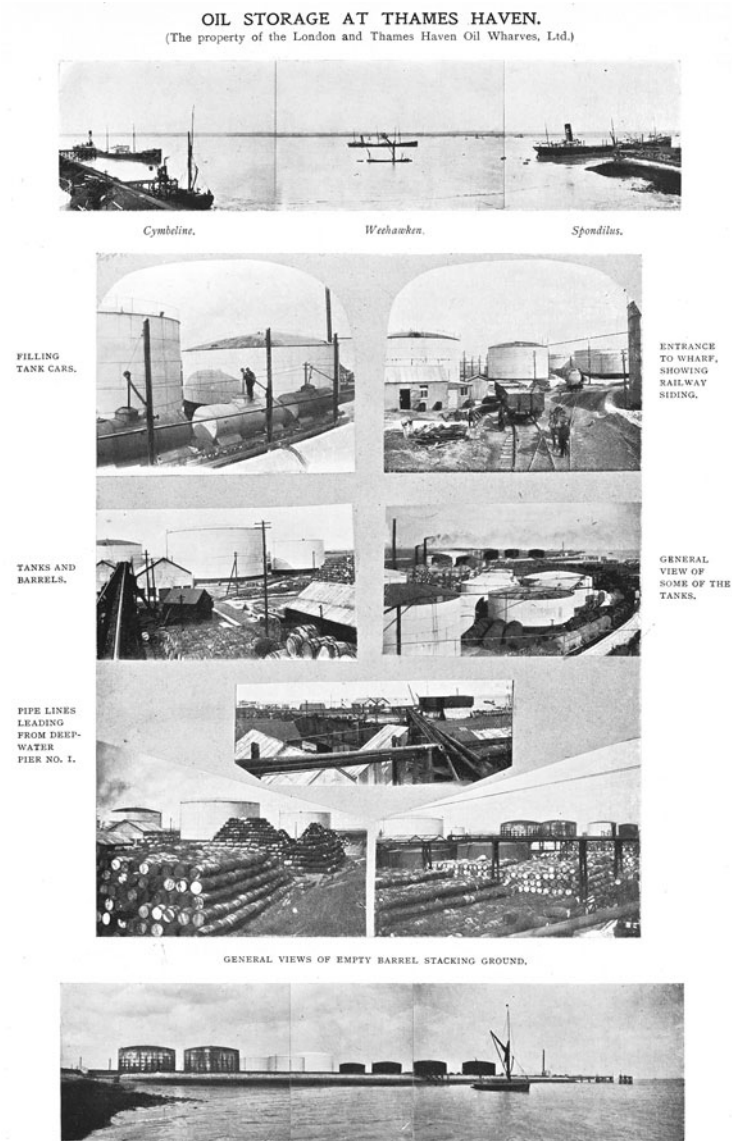 OIL STORAGE AT THAMES HAVEN.
(The property of the London and Thames Haven Oil Wharves, Ltd.)
Cymbeline.
Weehawken.
Spondilus.
FILLING
TANK CARS.
ENTRANCE
TO WHARF,
SHOWING
RAILWAY
SIDING.
TANKS AND
BARRELS.
GENERAL
VIEW OF
SOME OF THE
TANKS.
PIPE LINES
LEADING
FROM DEEP-
WATER
PIER NO. I.
GENERAL VIEWS OF EMPTY BARREL STACKING GROUND.